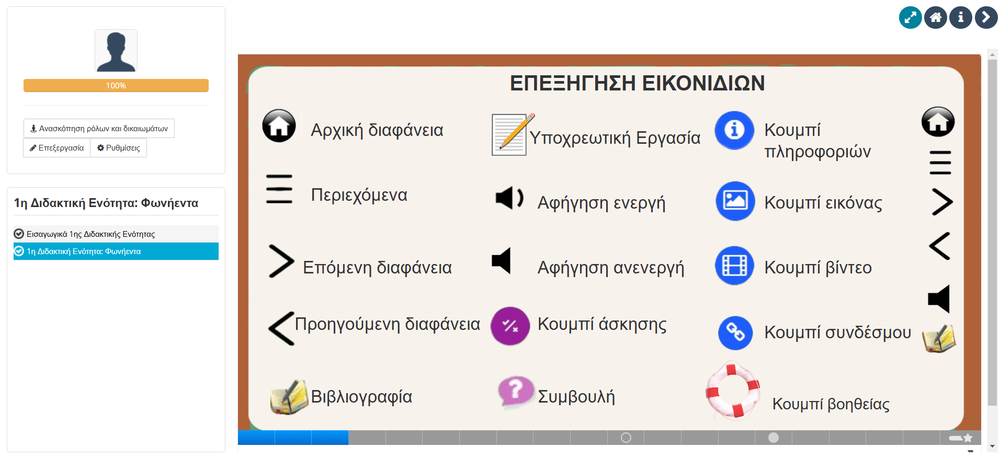 100%
Ανασκόπηση ρόλων και δικαιωμάτων
Επεξεργασία
Ρυθμίσεις
1η Διδακτική Ενότητα: Φωνήεντα
Εισαγωγικά 1ης Διδακτικής Ενότητας
1η Διδακτική Ενότητα: Φωνήεντα
ΕΠΕΞΗΓΗΣΗ ΕΙΚΟΝΙΔΙΩΝ
Αρχική διαφάνεια
Υποχρεωτική Εργασία
Κουμπί
πληροφοριών
Περιεχόμενα
Αφήγηση ενεργή
Κουμπί εικόνας
Επόμενη διαφάνεια
Αφήγηση ανενεργή
Κουμπί βίντεο
Προηγούμενη διαφάνεια
Κουμπί άσκησης
Κουμπί συνδέσμου
Βιβλιογραφία
Συμβουλή
Κουμπί βοηθείας